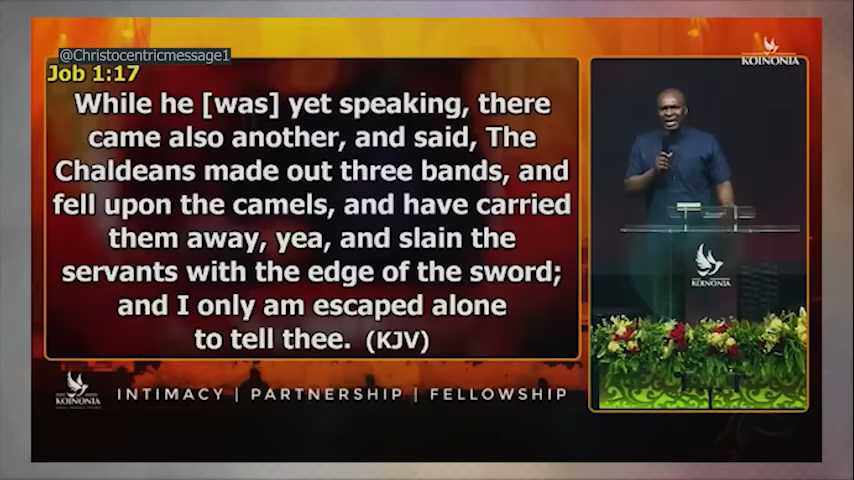 @Christocentricmessage1
Job 1:17
While he [was] yet speaking, there
came also another, and said, The
Chaldeans made out three bands, and
fell upon the camels, and have carried
them away, yea, and slain the
servants with the edge of the sword;
and I only am escaped alone
to tell thee. (KJV)
KOINONIA
KOINONIA
KOINONIA
INTIMACY | PARTNERSHIP | FELLOWSHIP